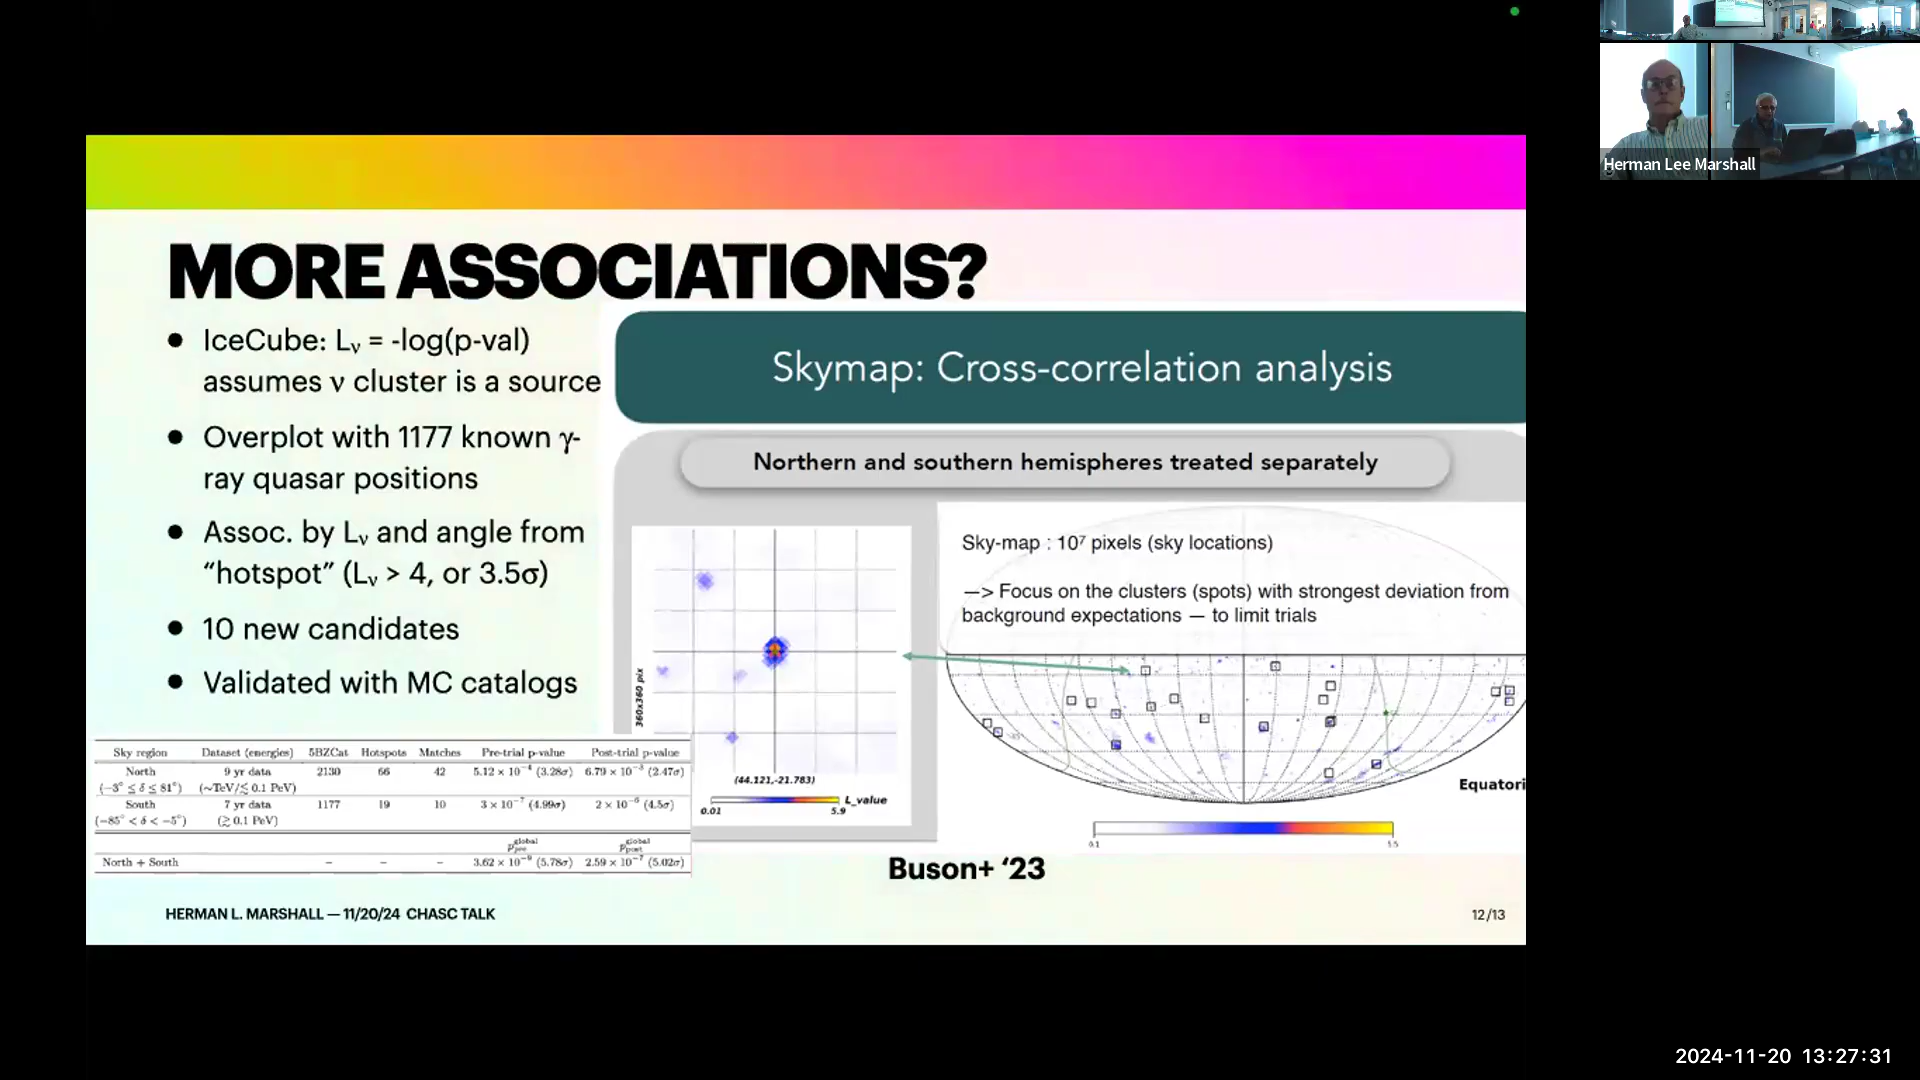 Herman Lee Marshall
MORE ASSOCIATIONS?
● IceCube: Lᵥ = -log(p-val)
assumes ν cluster is a source
● Overplot with 1177 known γ-
ray quasar positions
● Assoc. by Lᵥ and angle from
“hotspot” (Lᵥ > 4, or 3.5σ)
● 10 new candidates
● Validated with MC catalogs
Skymap: Cross-correlation analysis
Northern and southern hemispheres treated separately
Sky-map : 10⁷ pixels (sky locations)
—> Focus on the clusters (spots) with strongest deviation from
background expectations — to limit trials
360x360 pix
(44.121,-21.783)
L_value
0.01 5.9
Equatori
0.1 5.5
Sky region Dataset (energies) 5BZCat Hotspots Matches Pre-trial p-value Post-trial p-value
North 9 yr data 2130 66 42 5.12 × 10⁻⁴ (3.28σ) 6.79 × 10⁻³ (2.47σ)
(−3° ≤ δ ≤ 81°) (~TeV/≲ 0.1 PeV)
South 7 yr data 1177 19 10 3 × 10⁻⁷ (4.99σ) 2 × 10⁻⁶ (4.5σ)
(−85° < δ < −5°) (≳ 0.1 PeV)
North + South – – – 3.62 × 10⁻⁹ (5.78σ) 2.59 × 10⁻⁷ (5.02σ)
Buson+ ‘23
HERMAN L. MARSHALL — 11/20/24 CHASC TALK
12/13
2024-11-20 13:27:31